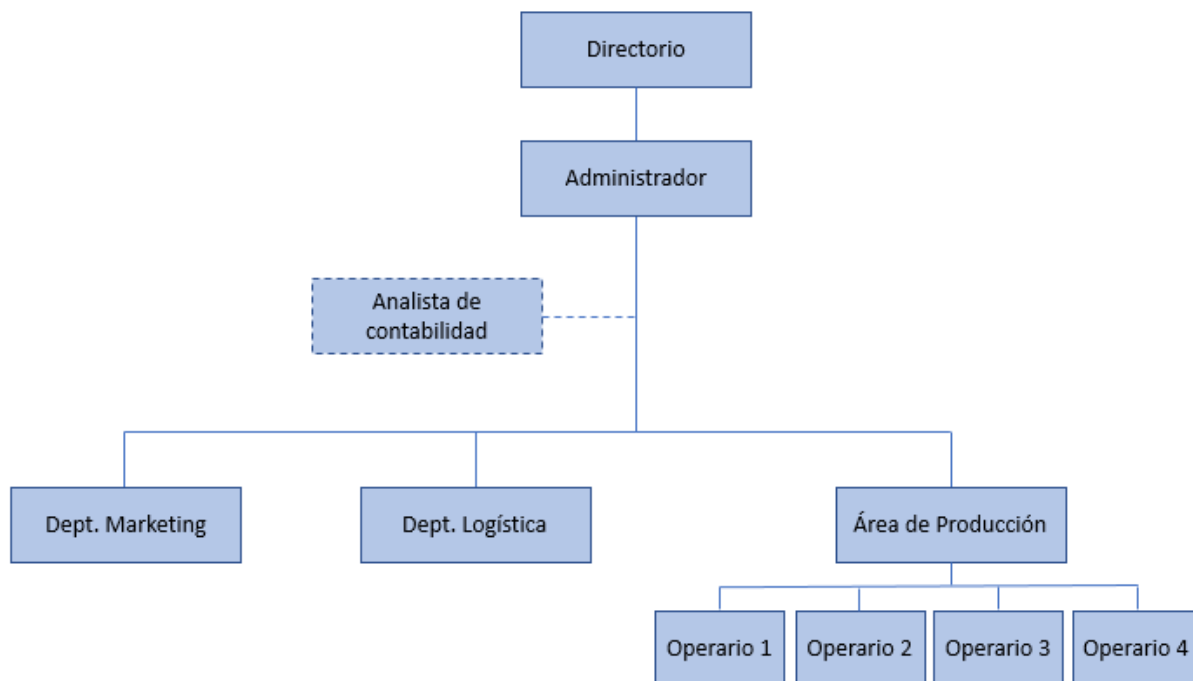 Directorio
Administrador
Analista de
contabilidad
Dept. Marketing
Dept. Logística
Área de Producción
Operario 1
Operario 2
Operario 3
Operario 4